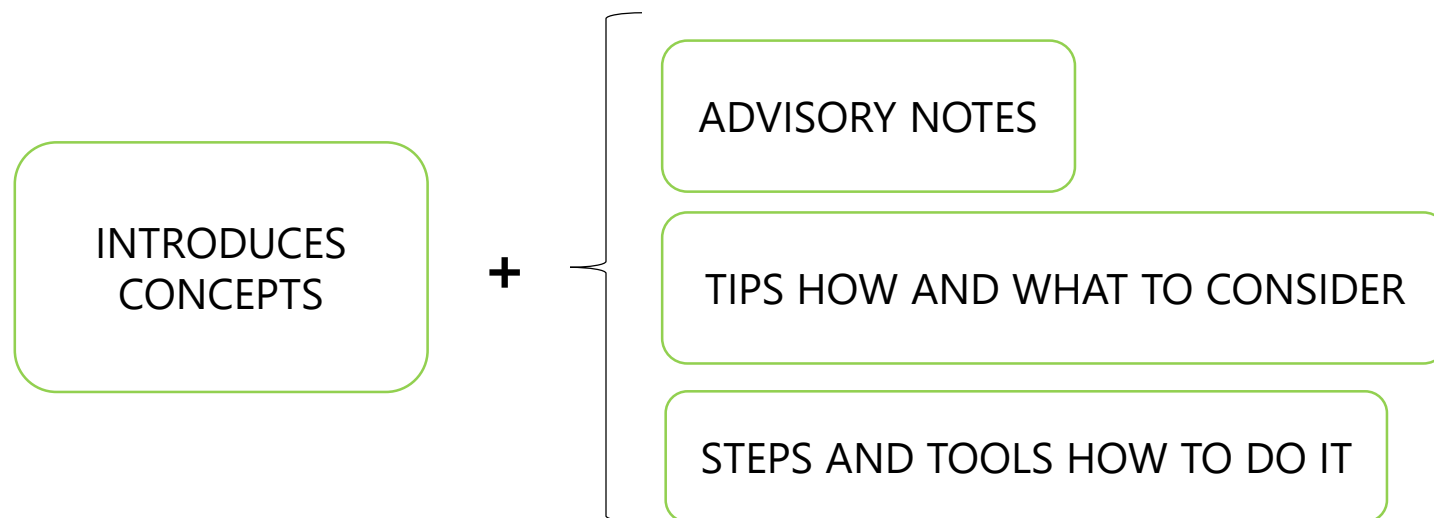 INTRODUCES
CONCEPTS
+
ADVISORY NOTES
TIPS HOW AND WHAT TO CONSIDER
STEPS AND TOOLS HOW TO DO IT